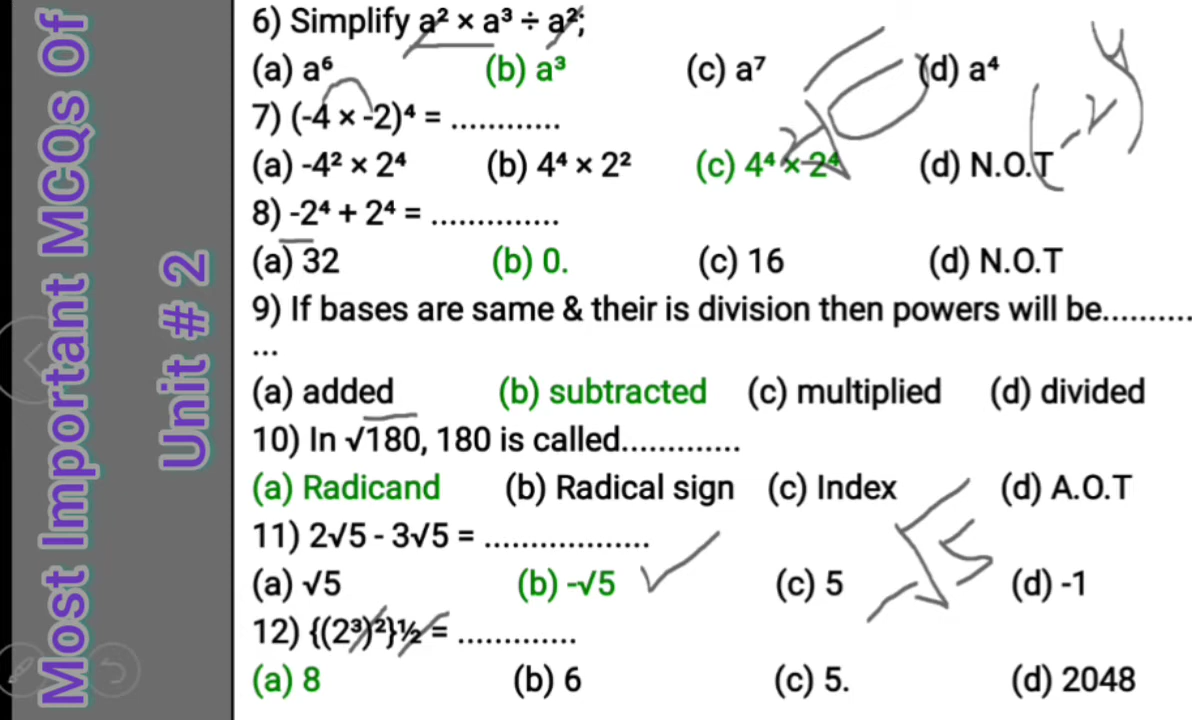 Most Important MCQs Of
Unit # 2
6) Simplify a² × a³ ÷ a²;
(a) a⁶ (b) a³ (c) a⁷ (d) a⁴
7) (-4 × -2)⁴ = ............
(a) -4² × 2⁴ (b) 4⁴ × 2² (c) 4⁴ × 2⁴ (d) N.O.T
8) -2⁴ + 2⁴ = ..............
(a) 32 (b) 0. (c) 16 (d) N.O.T
9) If bases are same & their is division then powers will be..........
...
(a) added (b) subtracted (c) multiplied (d) divided
10) In √180, 180 is called.............
(a) Radicand (b) Radical sign (c) Index (d) A.O.T
11) 2√5 - 3√5 = ..................
(a) √5 (b) -√5 (c) 5 (d) -1
12) {(2³)²}½ = .............
(a) 8 (b) 6 (c) 5. (d) 2048
(-2)4
-√5